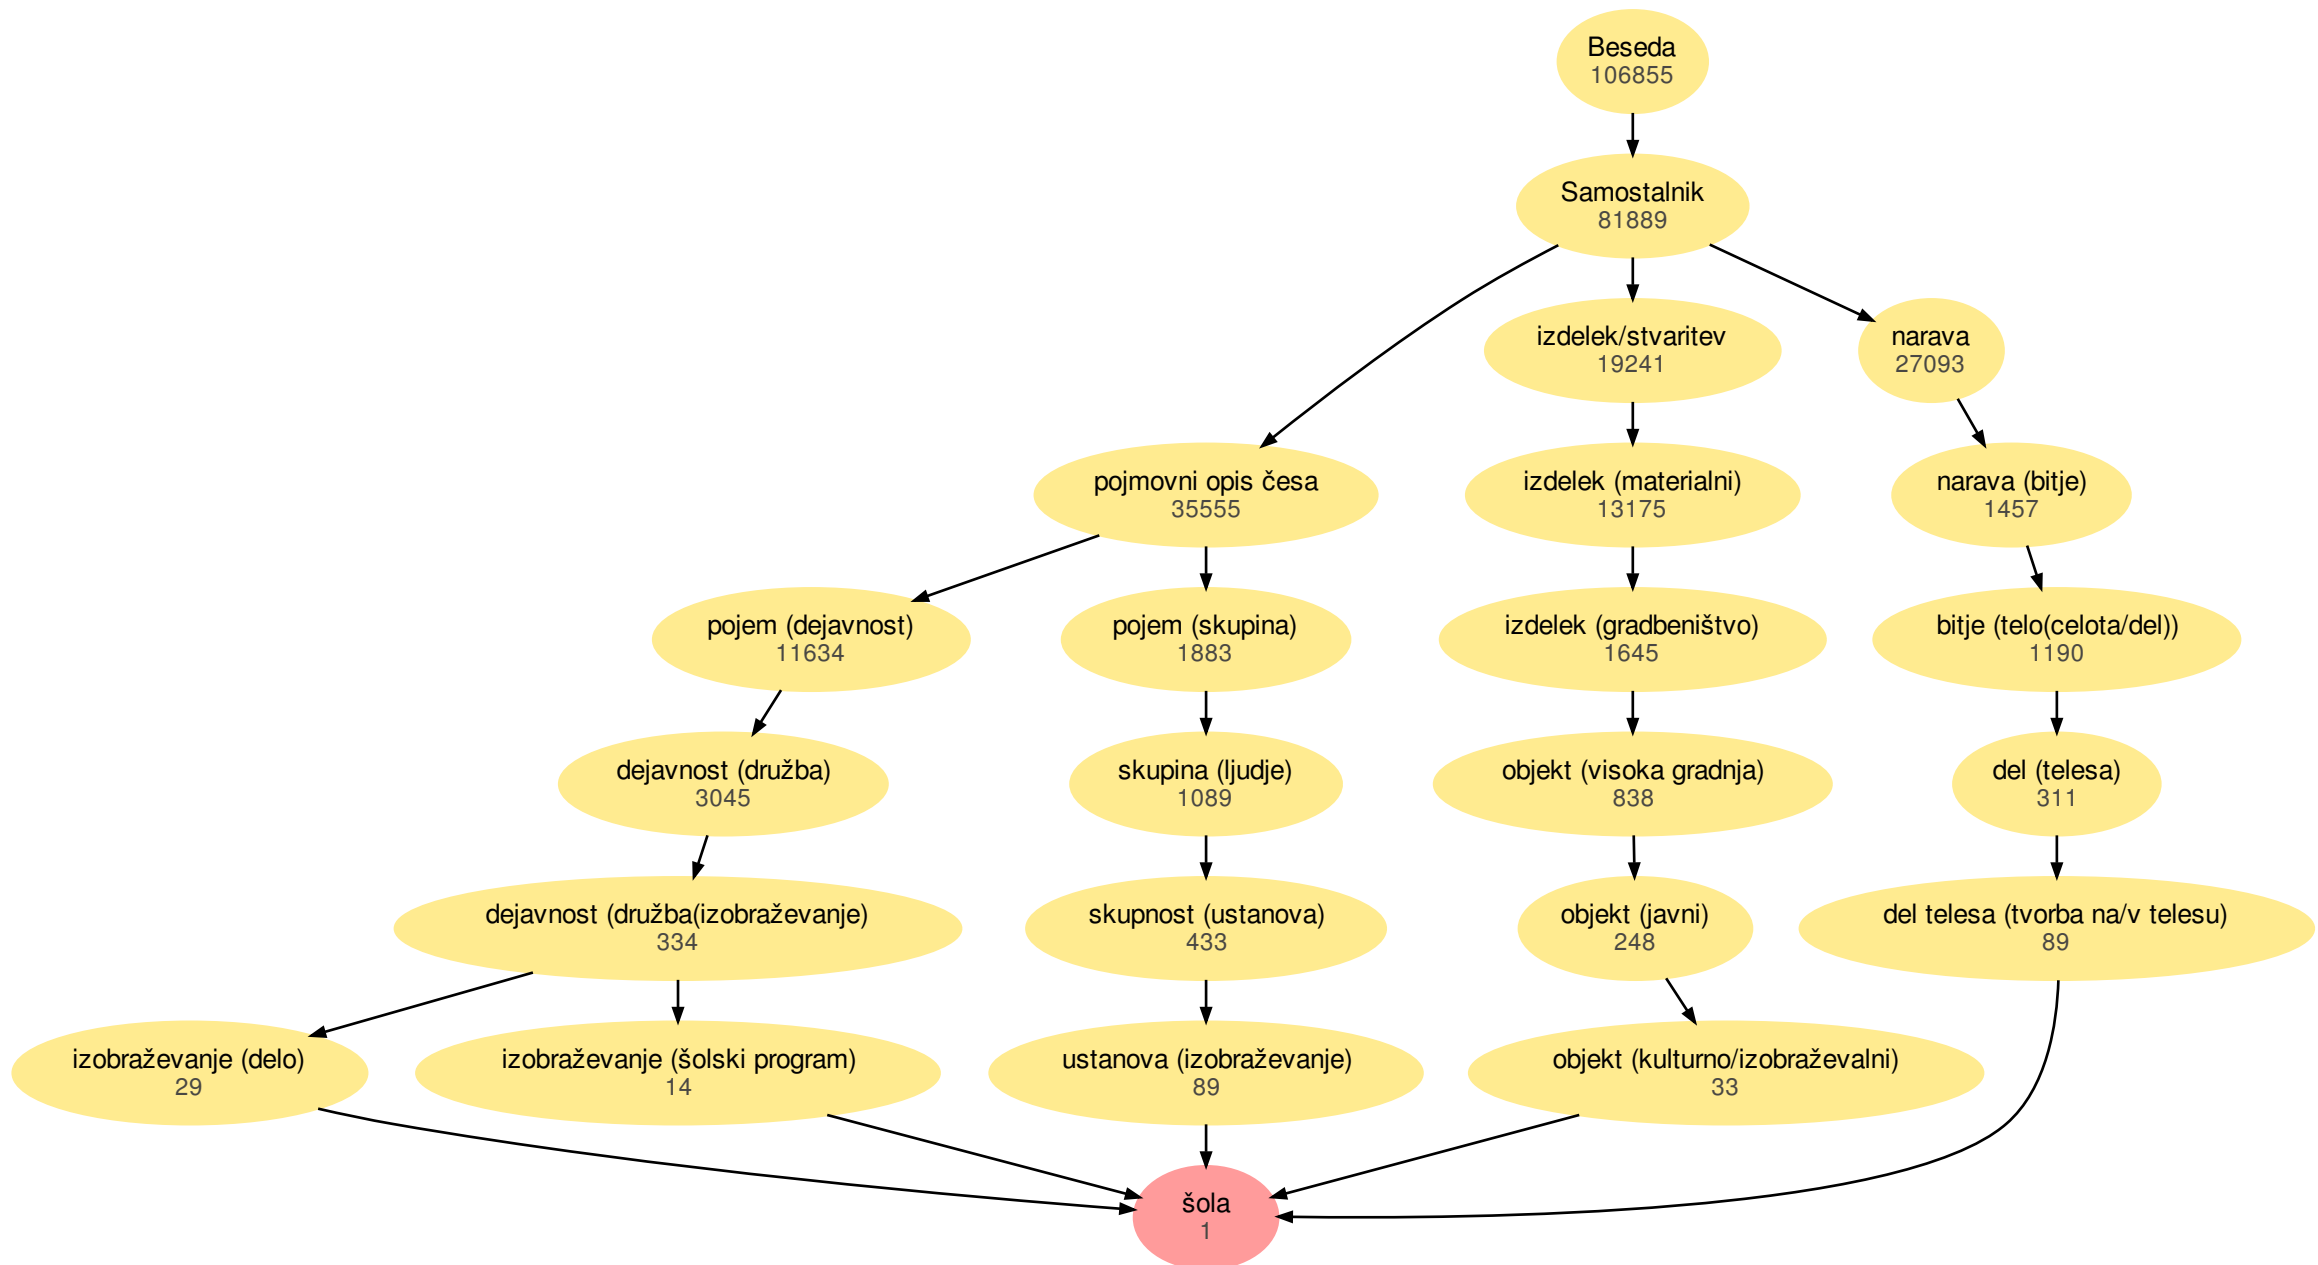 Beseda
106855
Samostalnik
81889
izdelek/stvaritev
19241
narava
27093
pojmovni opis česa
35555
izdelek (materialni)
13175
narava (bitje)
1457
pojem (dejavnost)
11634
pojem (skupina)
1883
izdelek (gradbeništvo)
1645
bitje (telo(celota/del))
1190
dejavnost (družba)
3045
skupina (ljudje)
1089
objekt (visoka gradnja)
838
del (telesa)
311
dejavnost (družba(izobraževanje)
334
skupnost (ustanova)
433
objekt (javni)
248
del telesa (tvorba na/v telesu)
89
izobraževanje (delo)
29
izobraževanje (šolski program)
14
ustanova (izobraževanje)
89
objekt (kulturno/izobraževalni)
33
šola
1